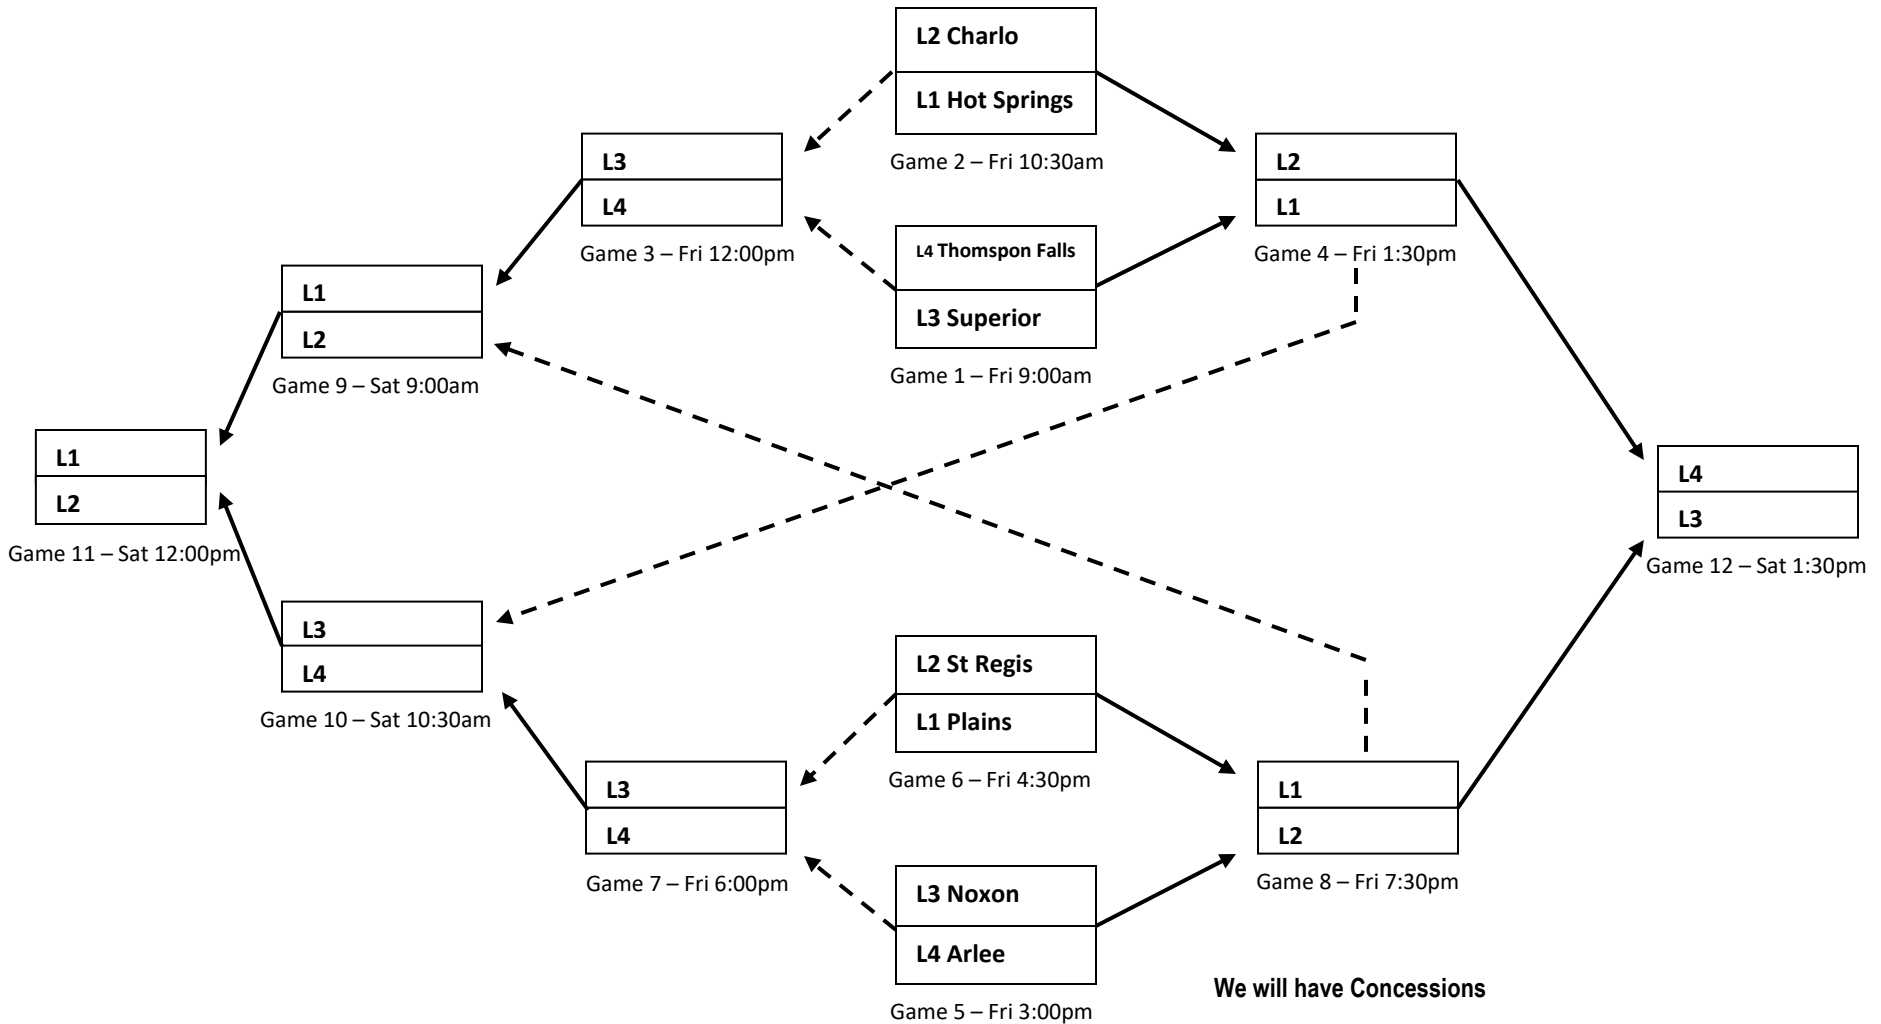 L2 Charlo
L1 Hot Springs
Game 2 – Fri 10:30am
L3
L4
Game 3 – Fri 12:00pm
L2
L1
Game 4 – Fri 1:30pm
L4 Thomspon Falls
L3 Superior
Game 1 – Fri 9:00am
L1
L2
Game 9 – Sat 9:00am
L1
L2
Game 11 – Sat 12:00pm
L4
L3
Game 12 – Sat 1:30pm
L3
L4
Game 10 – Sat 10:30am
L2 St Regis
L1 Plains
Game 6 – Fri 4:30pm
L3
L4
Game 7 – Fri 6:00pm
L1
L2
Game 8 – Fri 7:30pm
L3 Noxon
L4 Arlee
Game 5 – Fri 3:00pm
We will have Concessions